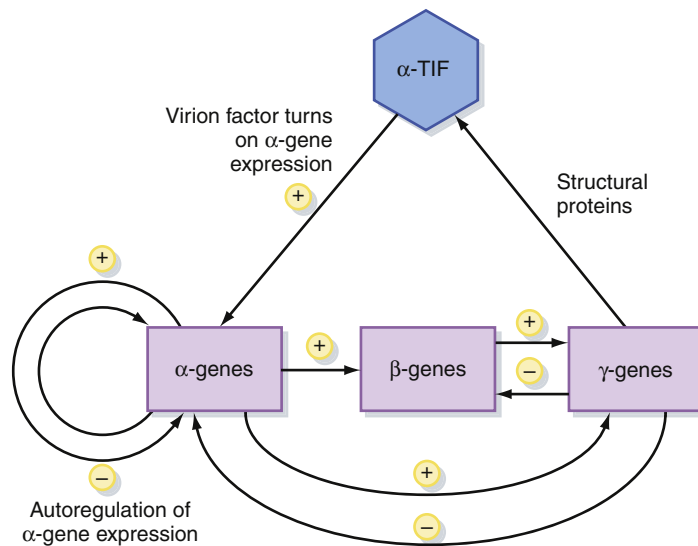 α-TIF
Virion factor turns
on α-gene
expression
+
Structural
proteins
+
α-genes
+
β-genes
+
−
γ-genes
−
Autoregulation of
α-gene expression
+
−